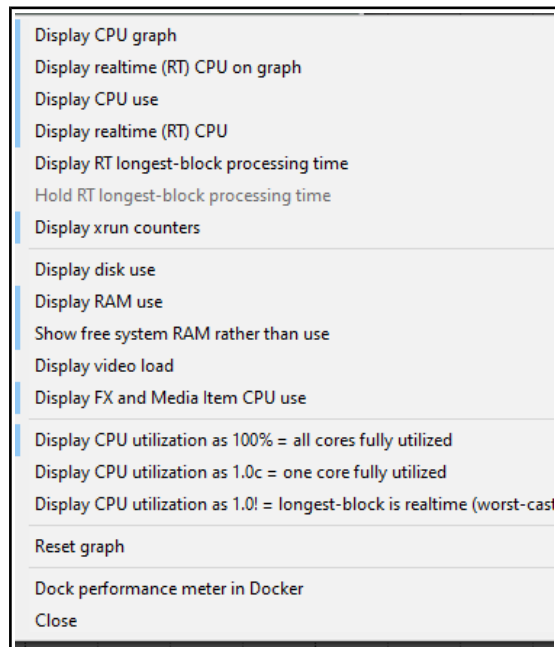 Display CPU graph
Display realtime (RT) CPU on graph
Display CPU use
Display realtime (RT) CPU
Display RT longest-block processing time
Hold RT longest-block processing time
Display xrun counters
Display disk use
Display RAM use
Show free system RAM rather than use
Display video load
Display FX and Media Item CPU use
Display CPU utilization as 100% = all cores fully utilized
Display CPU utilization as 1.0c = one core fully utilized
Display CPU utilization as 1.0! = longest-block is realtime (worst-cast
Reset graph
Dock performance meter in Docker
Close